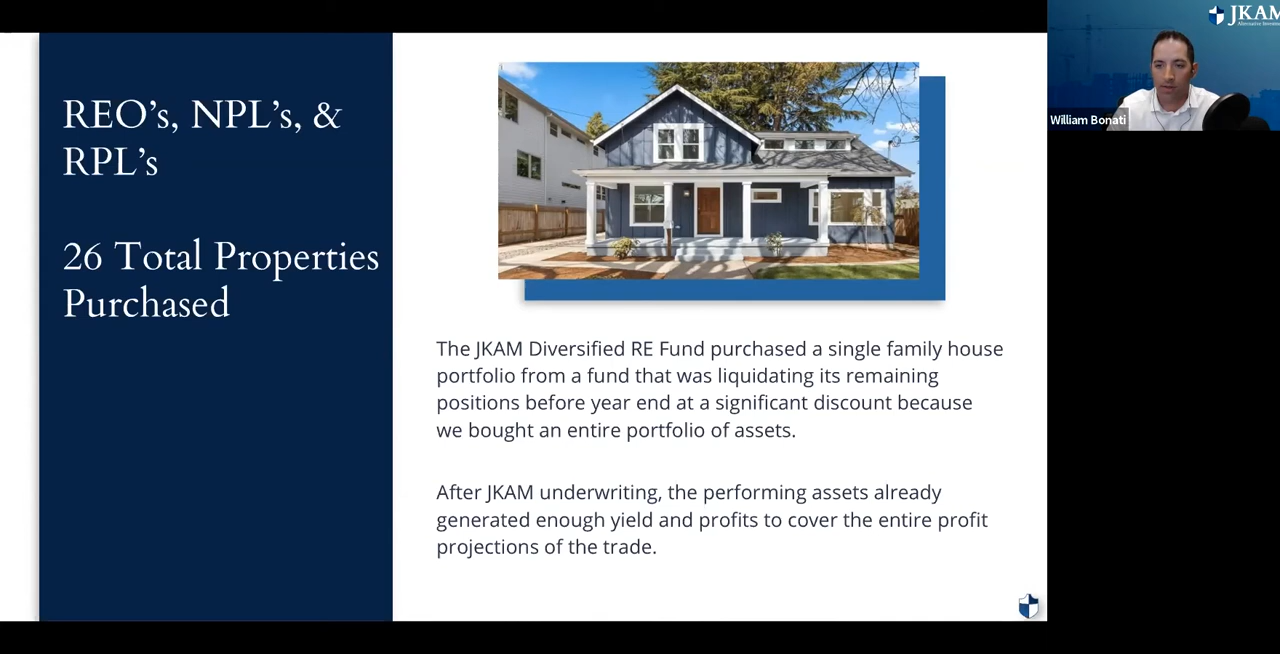 REO’s, NPL’s, &
RPL’s
26 Total Properties
Purchased
The JKAM Diversified RE Fund purchased a single family house
portfolio from a fund that was liquidating its remaining
positions before year end at a significant discount because
we bought an entire portfolio of assets.
After JKAM underwriting, the performing assets already
generated enough yield and profits to cover the entire profit
projections of the trade.
JKAM
William Bonati